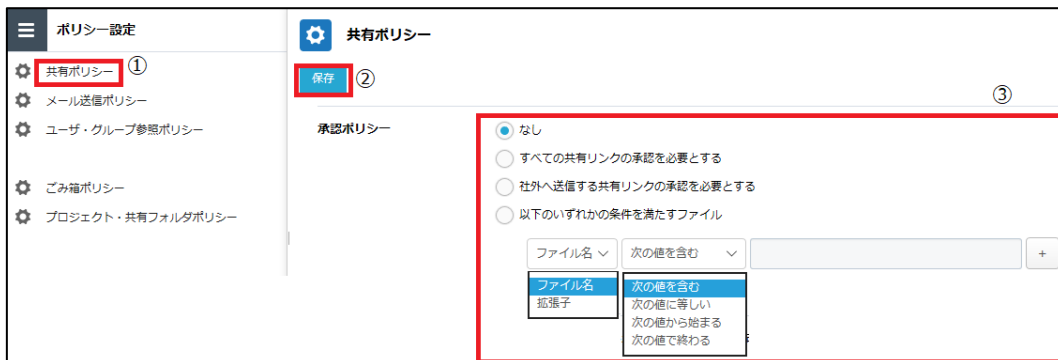 ポリシー設定
共有ポリシー ①
メール送信ポリシー
ユーザ・グループ参照ポリシー
ごみ箱ポリシー
プロジェクト・共有フォルダポリシー
共有ポリシー
保存 ②
③
承認ポリシー
なし
すべての共有リンクの承認を必要とする
社外へ送信する共有リンクの承認を必要とする
以下のいずれかの条件を満たすファイル
ファイル名 次の値を含む +
ファイル名
拡張子
次の値を含む
次の値に等しい
次の値から始まる
次の値で終わる